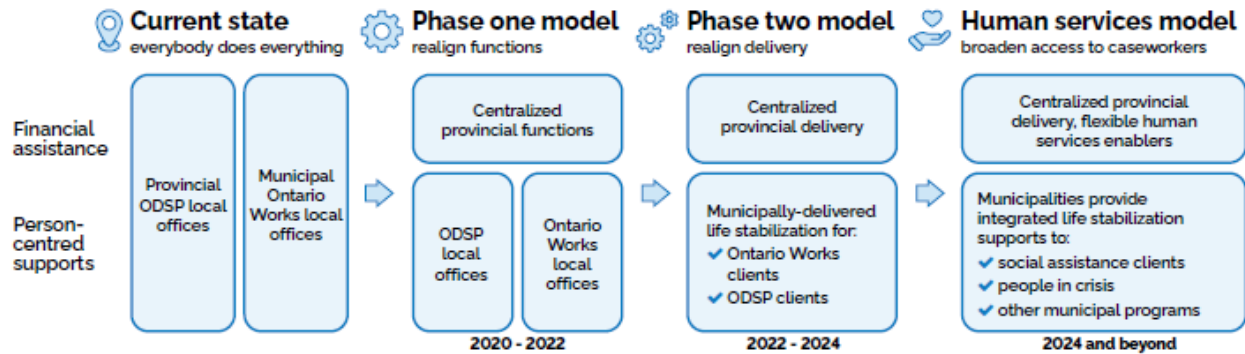 Current state
everybody does everything
Phase one model
realign functions
Phase two model
realign delivery
Human services model
broaden access to caseworkers
Financial
assistance
Person-
centred
supports
Provincial
ODSP local
offices
Municipal
Ontario
Works local
offices
Centralized
provincial functions
ODSP
local
offices
Ontario
Works
local
offices
2020 - 2022
Centralized
provincial delivery
Municipally-delivered
life stabilization for:
✔ Ontario Works
clients
✔ ODSP clients
2022 - 2024
Centralized provincial
delivery, flexible human
services enablers
Municipalities provide
integrated life stabilization
supports to:
✔ social assistance clients
✔ people in crisis
✔ other municipal programs
2024 and beyond